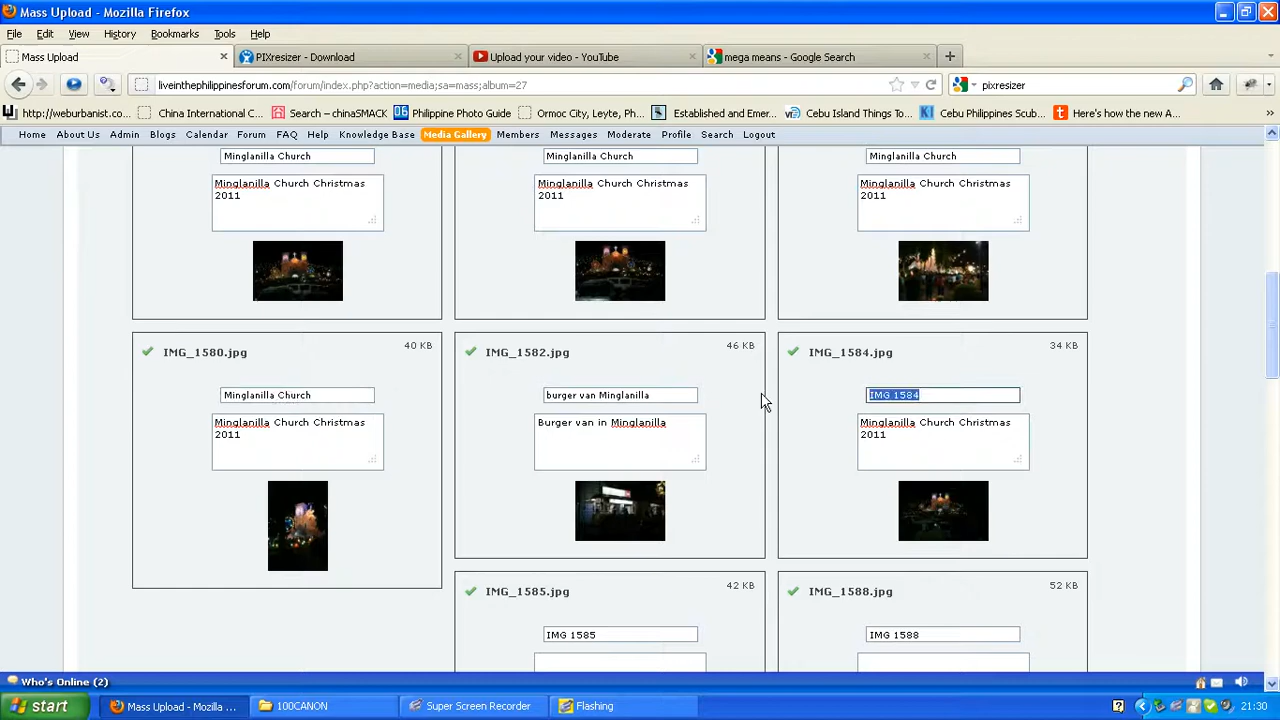 Mass Upload - Mozilla Firefox
File Edit View History Bookmarks Tools Help
Mass Upload
PIXresizer - Download
Upload your video - YouTube
mega means - Google Search
liveinthephilippinesforum.com/forum/index.php?action=media;sa=mass;album=27
pixresizer
http://weburbanist.co...
China International C...
Search – chinaSMACK
Philippine Photo Guide
Ormoc City, Leyte, Ph...
Established and Emer...
Cebu Island Things To...
Cebu Philippines Scub...
Here's how the new A...
Home About Us Admin Blogs Calendar Forum FAQ Help Knowledge Base Media Gallery Members Messages Moderate Profile Search Logout
Minglanilla Church
Minglanilla Church
Minglanilla Church
Minglanilla Church Christmas
2011
Minglanilla Church Christmas
2011
Minglanilla Church Christmas
2011
IMG_1580.jpg
40 KB
Minglanilla Church
Minglanilla Church Christmas
2011
IMG_1582.jpg
46 KB
burger van Minglanilla
Burger van in Minglanilla
IMG_1584.jpg
34 KB
IMG 1584
Minglanilla Church Christmas
2011
IMG_1585.jpg
42 KB
IMG 1585
IMG_1588.jpg
52 KB
IMG 1588
Who's Online (2)
start
Mass Upload - Mozilla ...
100CANON
Super Screen Recorder
Flashing
21:30